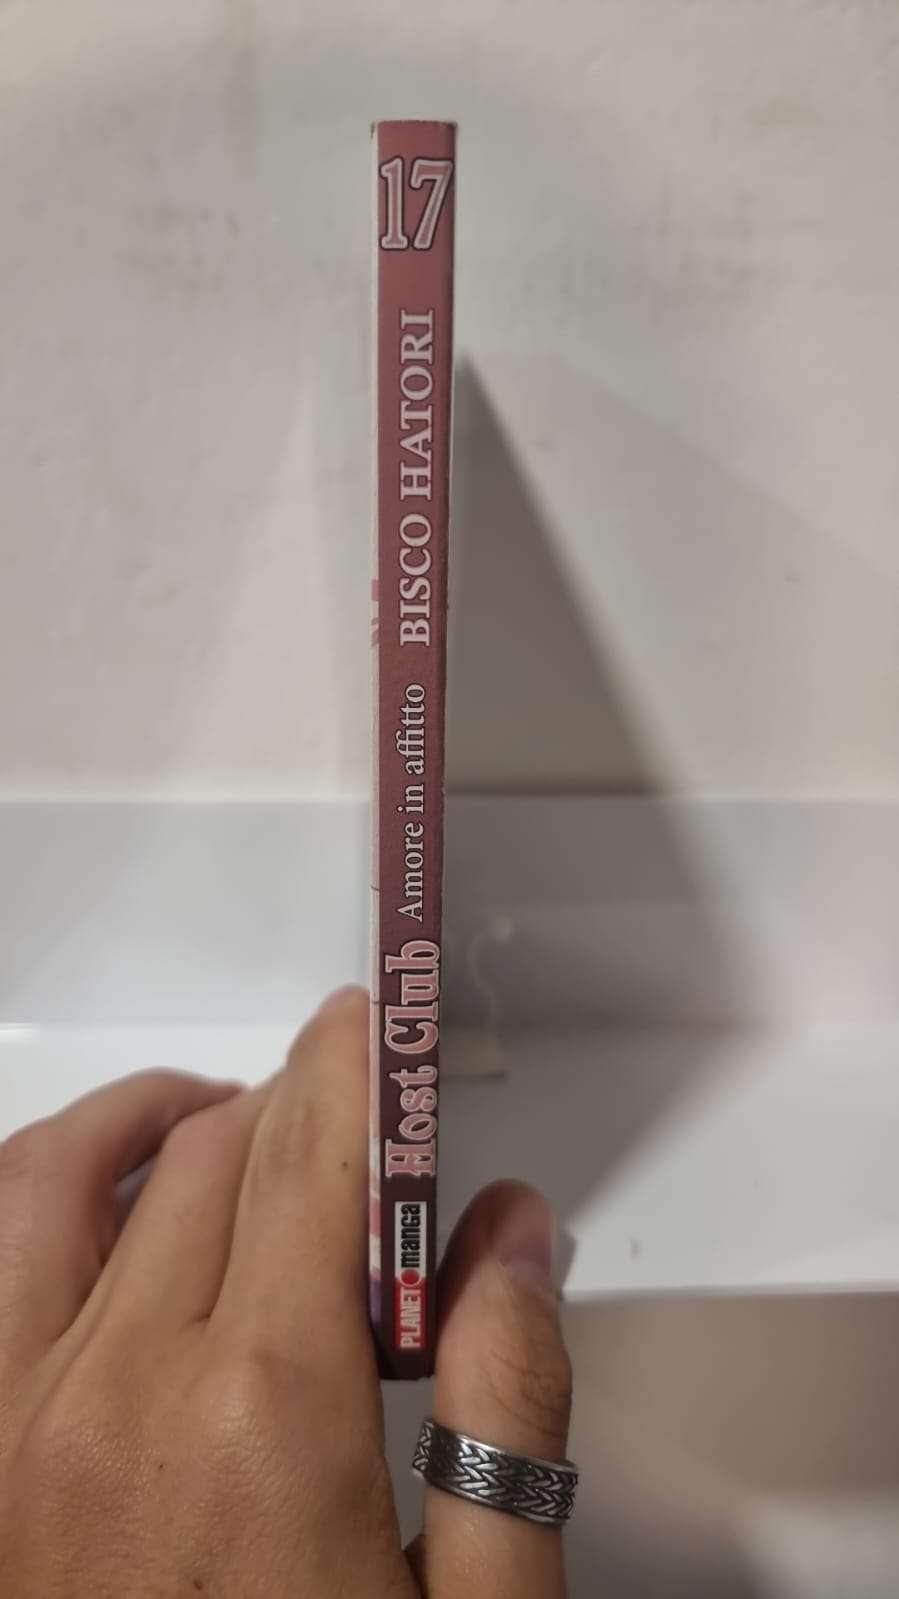 17
BISCO HATORI
Amore in affitto
Host Club
PLANET manga